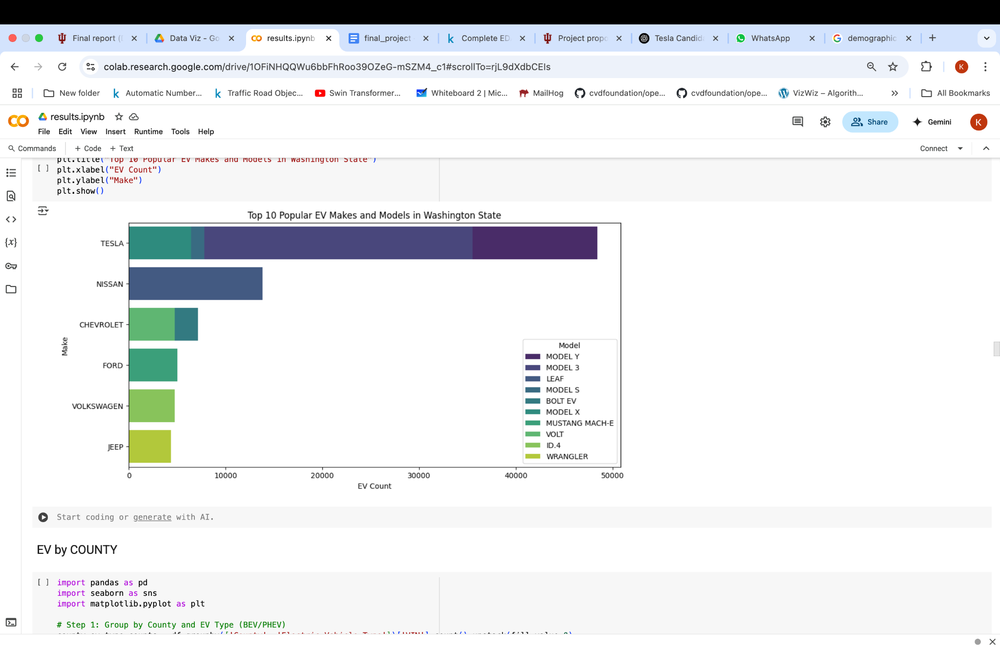 Final report (
Data Viz - Go
results.ipynb
final_project
Complete ED
Project propo
Tesla Candid
WhatsApp
demographic
colab.research.google.com/drive/1OFiNHQQWu6bbFhRoo39OZeG-mSZM4_c1#scrollTo=rjL9dXdbCEIs
K
New folder
Automatic Number...
Traffic Road Objec...
Swin Transformer...
Whiteboard 2 | Mic...
MailHog
cvdfoundation/ope...
cvdfoundation/ope...
VizWiz – Algorith...
All Bookmarks
results.ipynb
File Edit View Insert Runtime Tools Help
Share
Gemini
K
Commands + Code + Text
Connect
plt.title("Top 10 Popular EV Makes and Models in Washington State")
[ ] plt.xlabel("EV Count")
plt.ylabel("Make")
plt.show()
Top 10 Popular EV Makes and Models in Washington State
TESLA
NISSAN
CHEVROLET
FORD
VOLKSWAGEN
JEEP
Make
Model
MODEL Y
MODEL 3
LEAF
MODEL S
BOLT EV
MODEL X
MUSTANG MACH-E
VOLT
ID.4
WRANGLER
0 10000 20000 30000 40000 50000
EV Count
Start coding or generate with AI.
EV by COUNTY
[ ] import pandas as pd
import seaborn as sns
import matplotlib.pyplot as plt
# Step 1: Group by County and EV Type (BEV/PHEV)